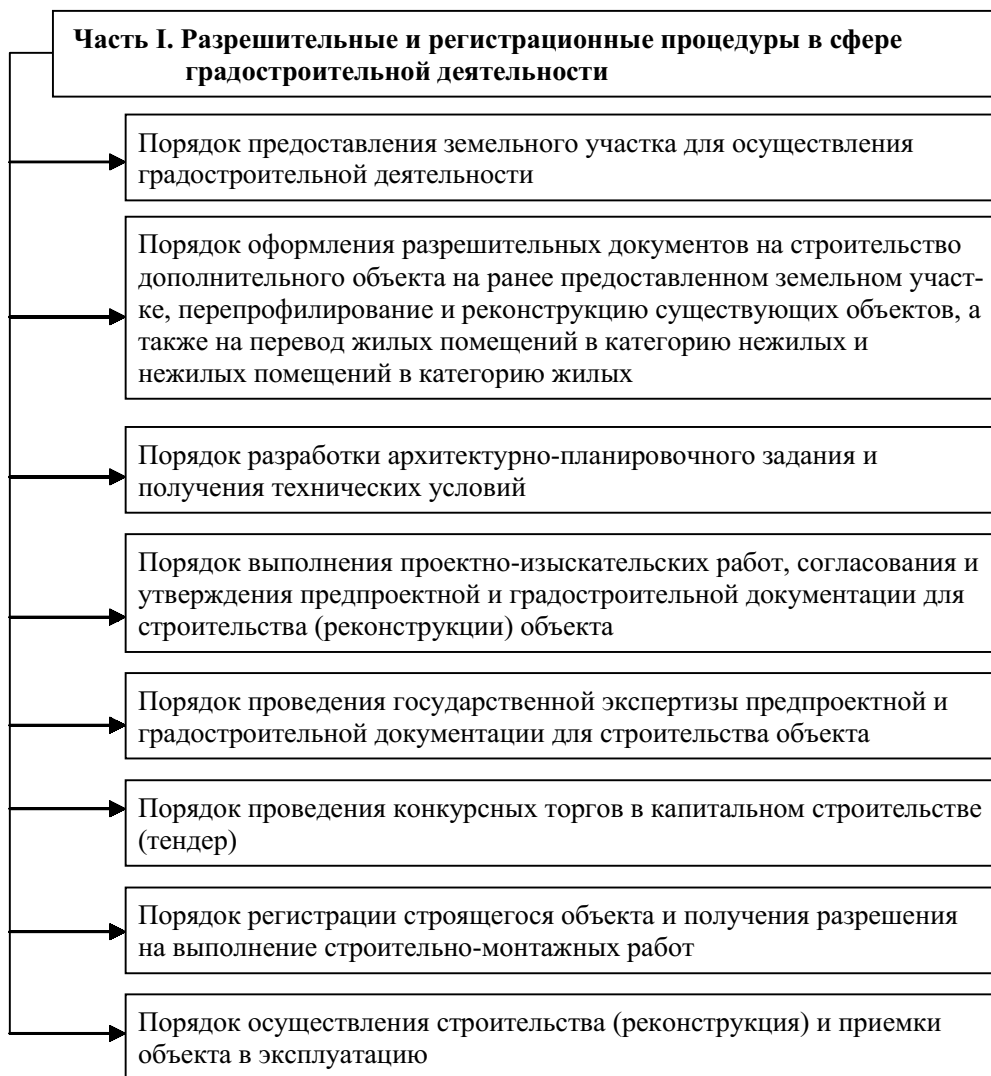 Часть I. Разрешительные и регистрационные процедуры в сфере
градостроительной деятельности
Порядок предоставления земельного участка для осуществления
градостроительной деятельности
Порядок оформления разрешительных документов на строительство
дополнительного объекта на ранее предоставленном земельном участ-
ке, перепрофилирование и реконструкцию существующих объектов, а
также на перевод жилых помещений в категорию нежилых и
нежилых помещений в категорию жилых
Порядок разработки архитектурно-планировочного задания и
получения технических условий
Порядок выполнения проектно-изыскательских работ, согласования и
утверждения предпроектной и градостроительной документации для
строительства (реконструкции) объекта
Порядок проведения государственной экспертизы предпроектной и
градостроительной документации для строительства объекта
Порядок проведения конкурсных торгов в капитальном строительстве
(тендер)
Порядок регистрации строящегося объекта и получения разрешения
на выполнение строительно-монтажных работ
Порядок осуществления строительства (реконструкция) и приемки
объекта в эксплуатацию